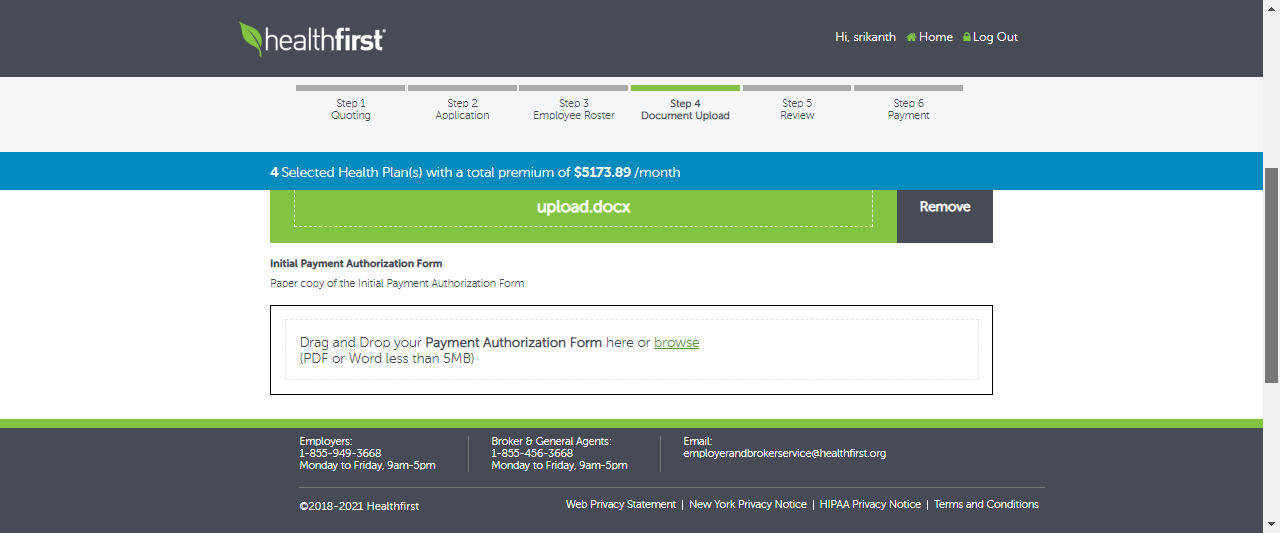 healthfirst
Hi, srikanth Home Log Out
Step 1
Quoting
Step 2
Application
Step 3
Employee Roster
Step 4
Document Upload
Step 5
Review
Step 6
Payment
4 Selected Health Plan(s) with a total premium of $5173.89 /month
upload.docx
Remove
Initial Payment Authorization Form
Paper copy of the Initial Payment Authorization Form
Drag and Drop your Payment Authorization Form here or browse
(PDF or Word less than 5MB)
Employers:
1-855-949-3668
Monday to Friday, 9am-5pm
Broker & General Agents:
1-855-456-3668
Monday to Friday, 9am-5pm
Email:
employerandbrokerservice@healthfirst.org
©2018-2021 Healthfirst
Web Privacy Statement | New York Privacy Notice | HIPAA Privacy Notice | Terms and Conditions